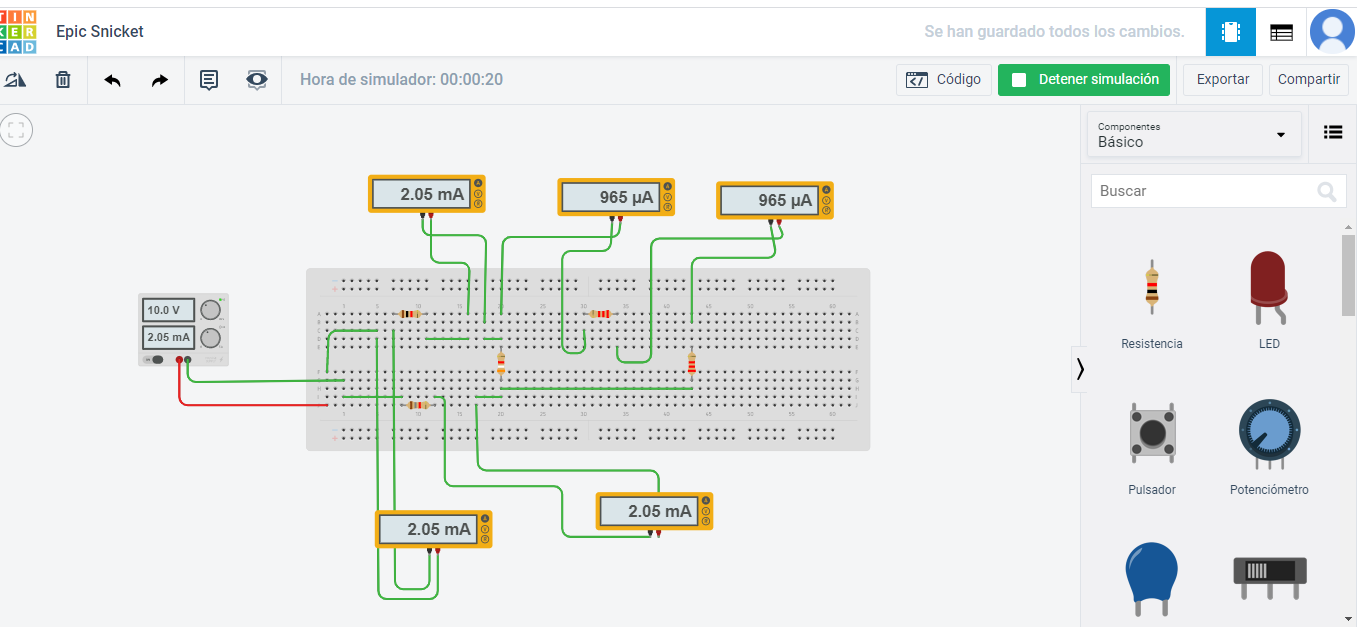 TIN
KER
CAD
Epic Snicket
Se han guardado todos los cambios.
Hora de simulador: 00:00:20
Código
Detener simulación
Exportar
Compartir
Componentes
Básico
Buscar
2.05 mA
965 µA
965 µA
10.0 V
2.05 mA
2.05 mA
2.05 mA
Resistencia
LED
Pulsador
Potenciómetro